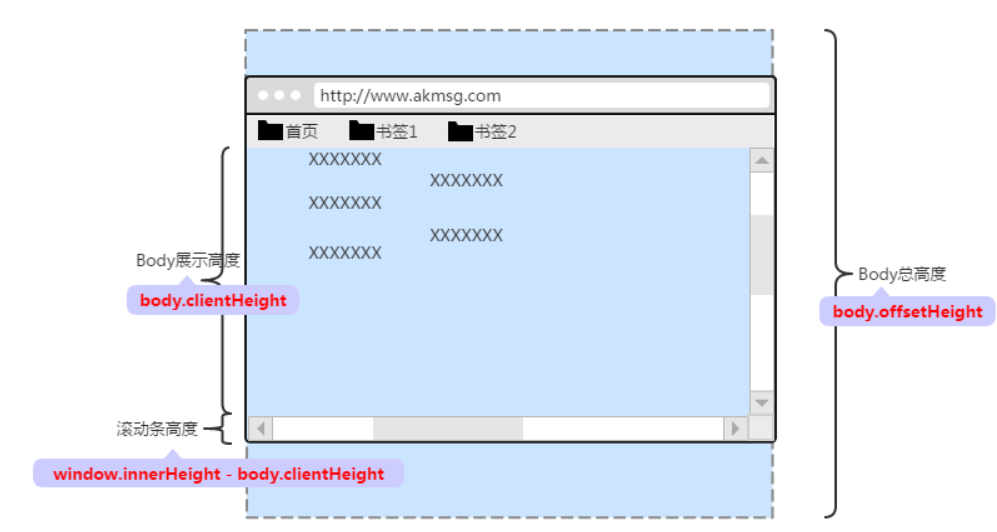 http://www.akmsg.com
首页 书签1 书签2
XXXXXXX
XXXXXXX
XXXXXXX
XXXXXXX
XXXXXXX
Body展示高度
body.clientHeight
Body总高度
body.offsetHeight
滚动条高度
window.innerHeight - body.clientHeight